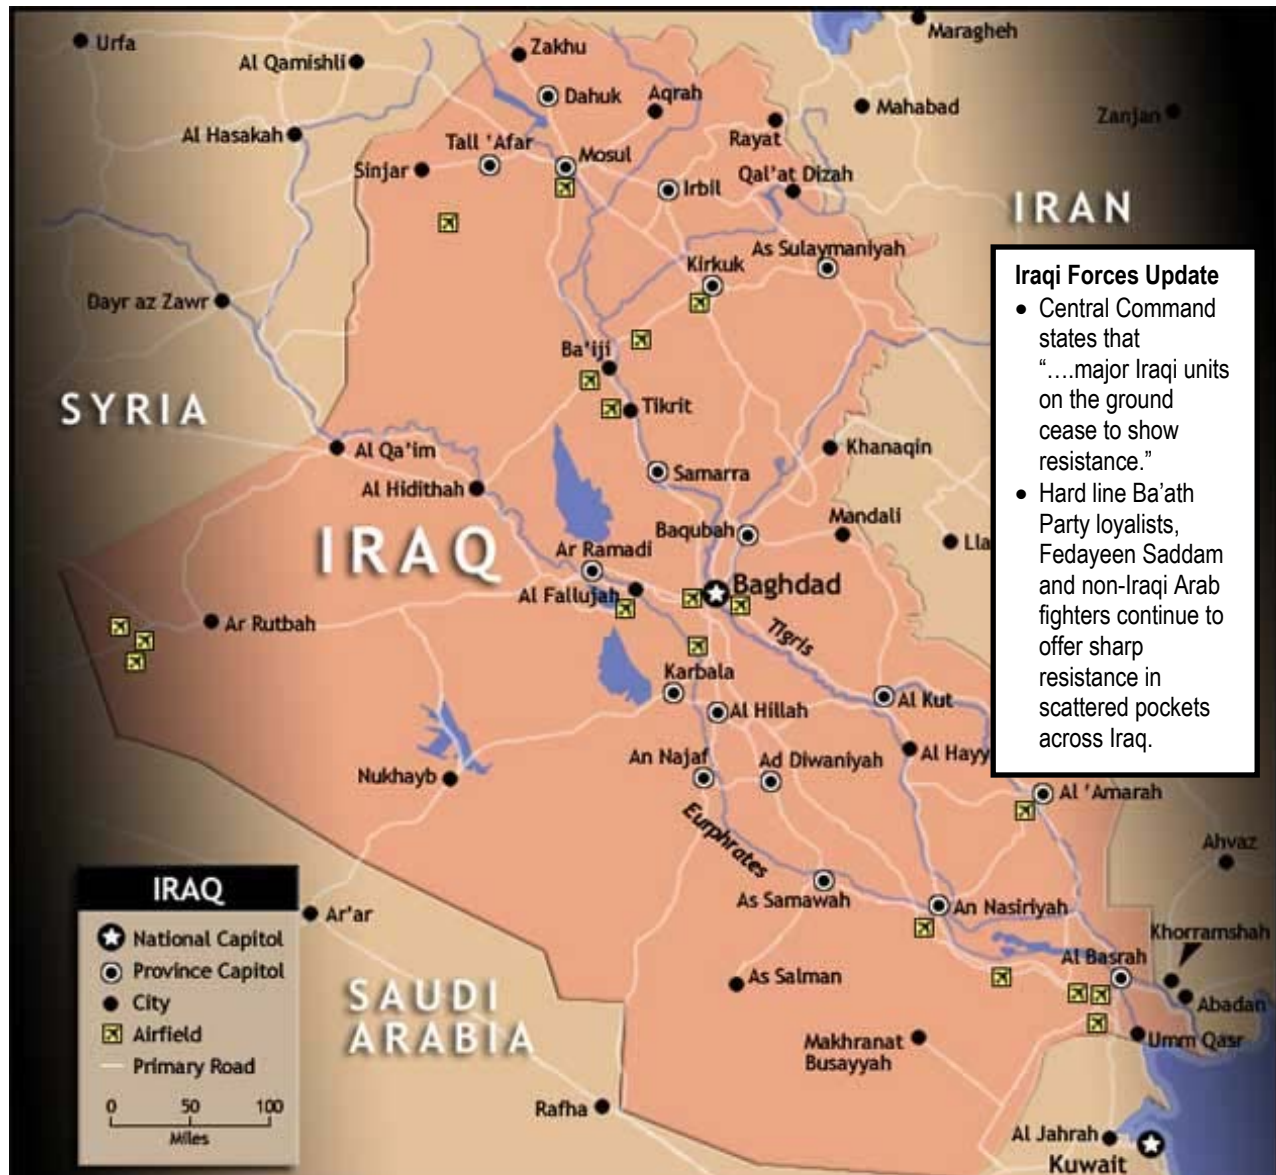 Urfa
Zakhu
Maragheh
Al Qamishli
Dahuk
Aqrah
Mahabad
Zanjan
Al Hasakah
Rayat
Tall 'Afar
Mosul
Sinjar
Irbil
Qal'at Dizah
IRAN
As Sulaymaniyah
Kirkuk
Dayr az Zawr
Ba'iji
SYRIA
Tikrit
Al Qa'im
Khanaqin
Samarra
Al Hidithah
IRAQ
Baqubah
Mandali
Lla
Ar Ramadi
Baghdad
Al Fallujah
Ar Rutbah
Tigris
Karbala
Al Kut
Al Hillah
Al Hayy
An Najaf
Ad Diwaniyah
Nukhayb
Al 'Amarah
Eurphrates
Ahvaz
As Samawah
An Nasiriyah
Ar'ar
Khorramshah
Al Basrah
As Salman
Abadan
SAUDI
ARABIA
Makhranat
Busayyah
Umm Qasr
Rafha
Al Jahrah
Kuwait
Iraqi Forces Update
• Central Command
states that
“….major Iraqi units
on the ground
cease to show
resistance.”
• Hard line Ba’ath
Party loyalists,
Fedayeen Saddam
and non-Iraqi Arab
fighters continue to
offer sharp
resistance in
scattered pockets
across Iraq.
IRAQ
National Capitol
Province Capitol
City
Airfield
Primary Road
0 50 100
Miles